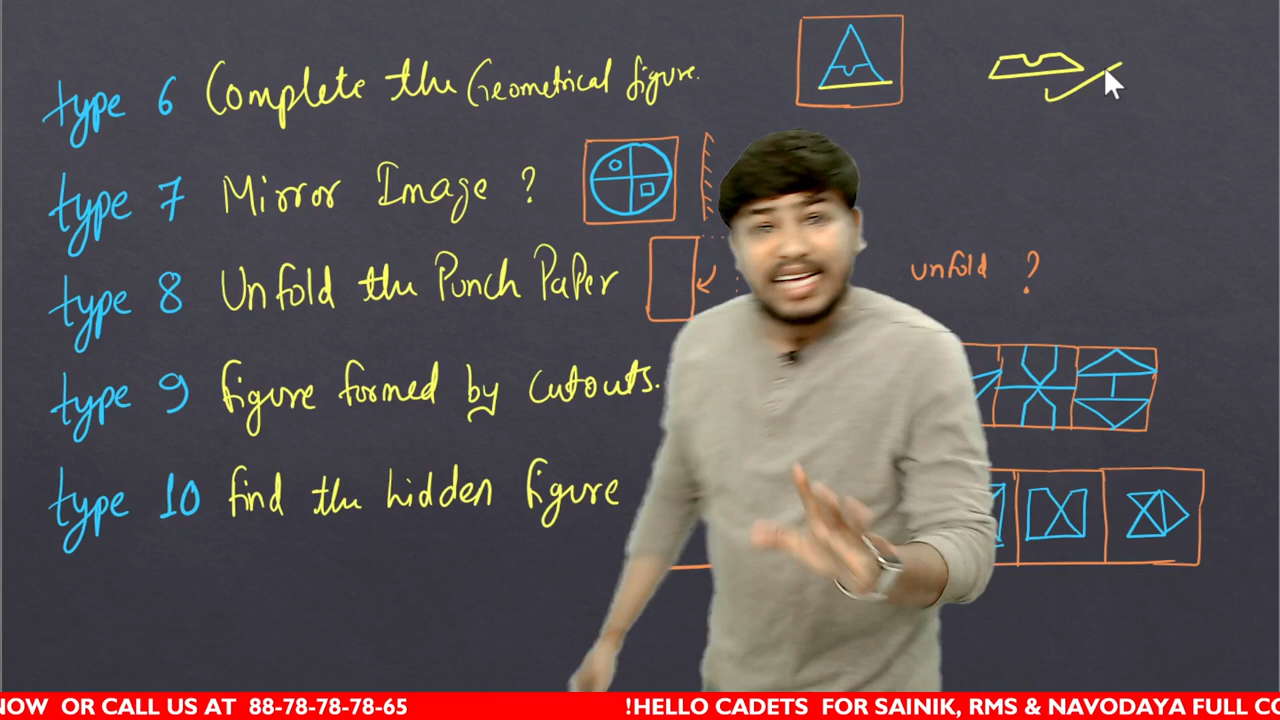 type 6 Complete the Geometrical figure.
type 7 Mirror Image ?
type 8 Unfold the Punch Paper
unfold ?
type 9 figure formed by cutouts.
type 10 find the hidden figure
NOW OR CALL US AT 88-78-78-78-65 !HELLO CADETS FOR SAINIK, RMS & NAVODAYA FULL